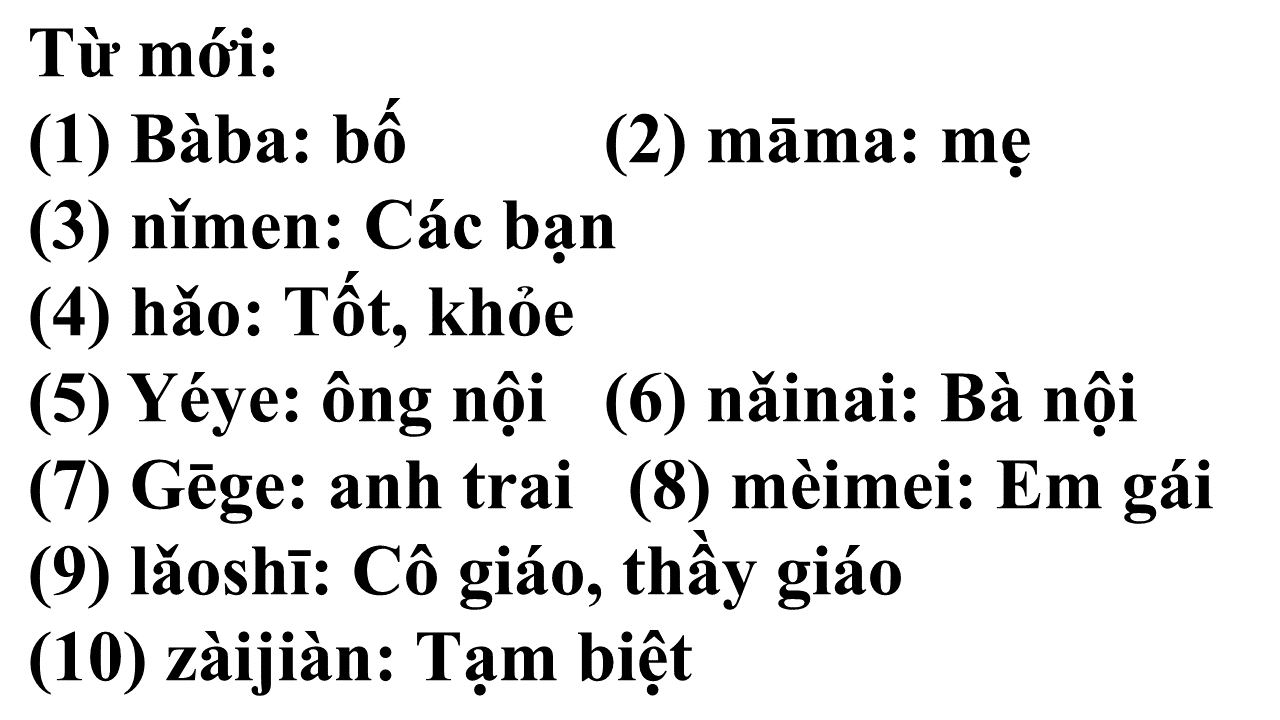 Từ mới:
(1) Bàba: bố (2) māma: mẹ
(3) nǐmen: Các bạn
(4) hǎo: Tốt, khỏe
(5) Yéye: ông nội (6) nǎinai: Bà nội
(7) Gēge: anh trai (8) mèimei: Em gái
(9) lǎoshī: Cô giáo, thầy giáo
(10) zàijiàn: Tạm biệt